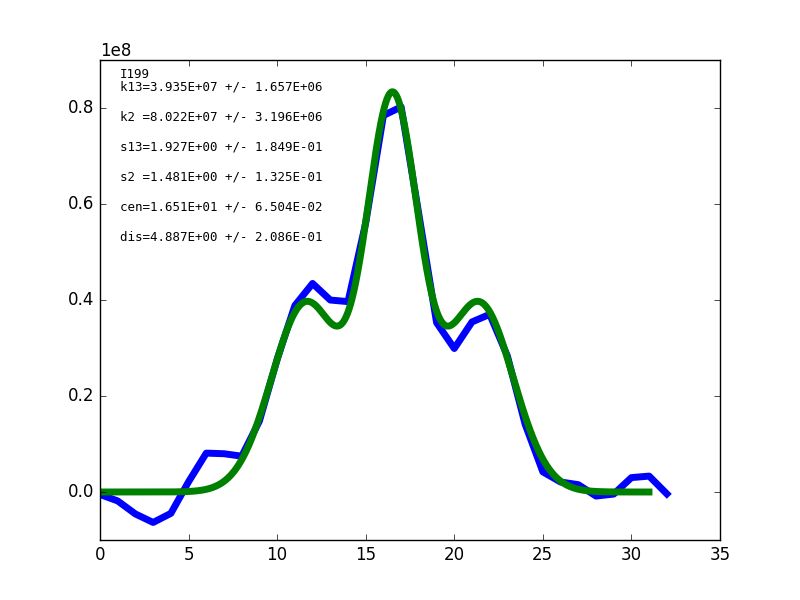 1e8
I199
k13=3.935E+07 +/- 1.657E+06
k2 =8.022E+07 +/- 3.196E+06
s13=1.927E+00 +/- 1.849E-01
s2 =1.481E+00 +/- 1.325E-01
cen=1.651E+01 +/- 6.504E-02
dis=4.887E+00 +/- 2.086E-01
0.8
0.6
0.4
0.2
0.0
0 5 10 15 20 25 30 35